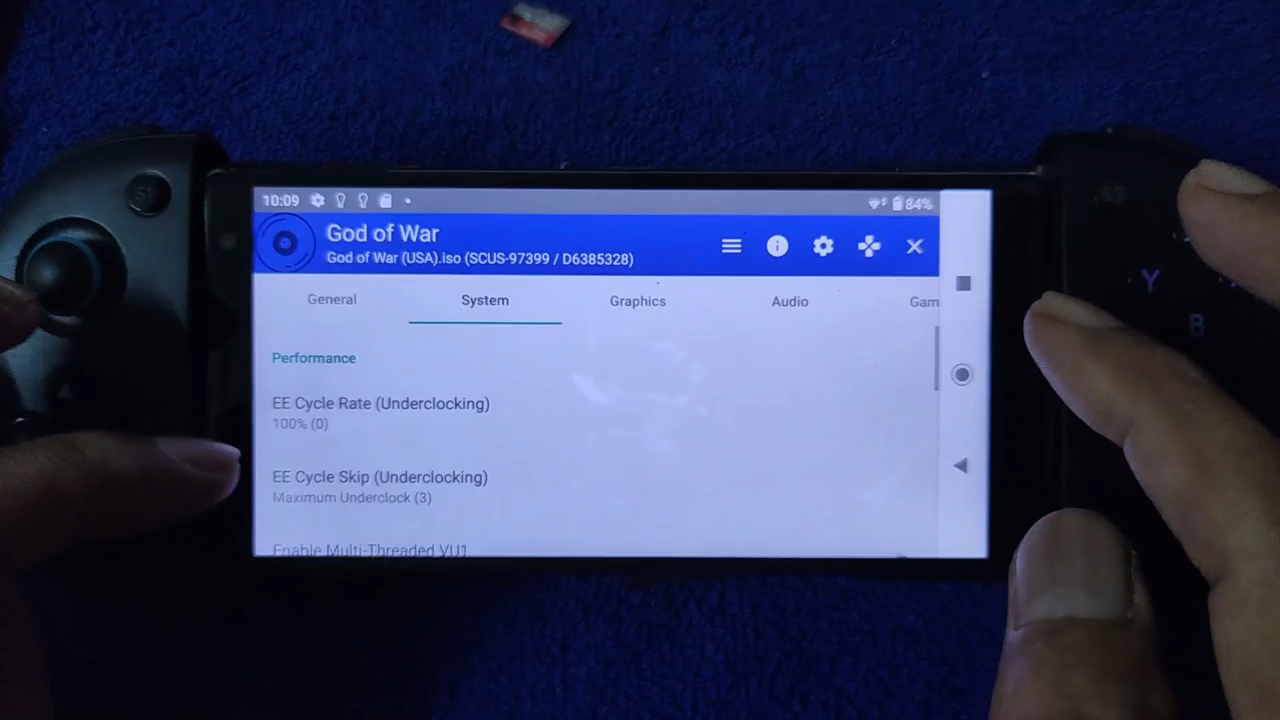 10:09
84%
God of War
God of War (USA).iso (SCUS-97399 / D6385328)
General
System
Graphics
Audio
Gam
Performance
EE Cycle Rate (Underclocking)
100% (0)
EE Cycle Skip (Underclocking)
Maximum Underclock (3)
Enable Multi-Threaded VU1
Y
B